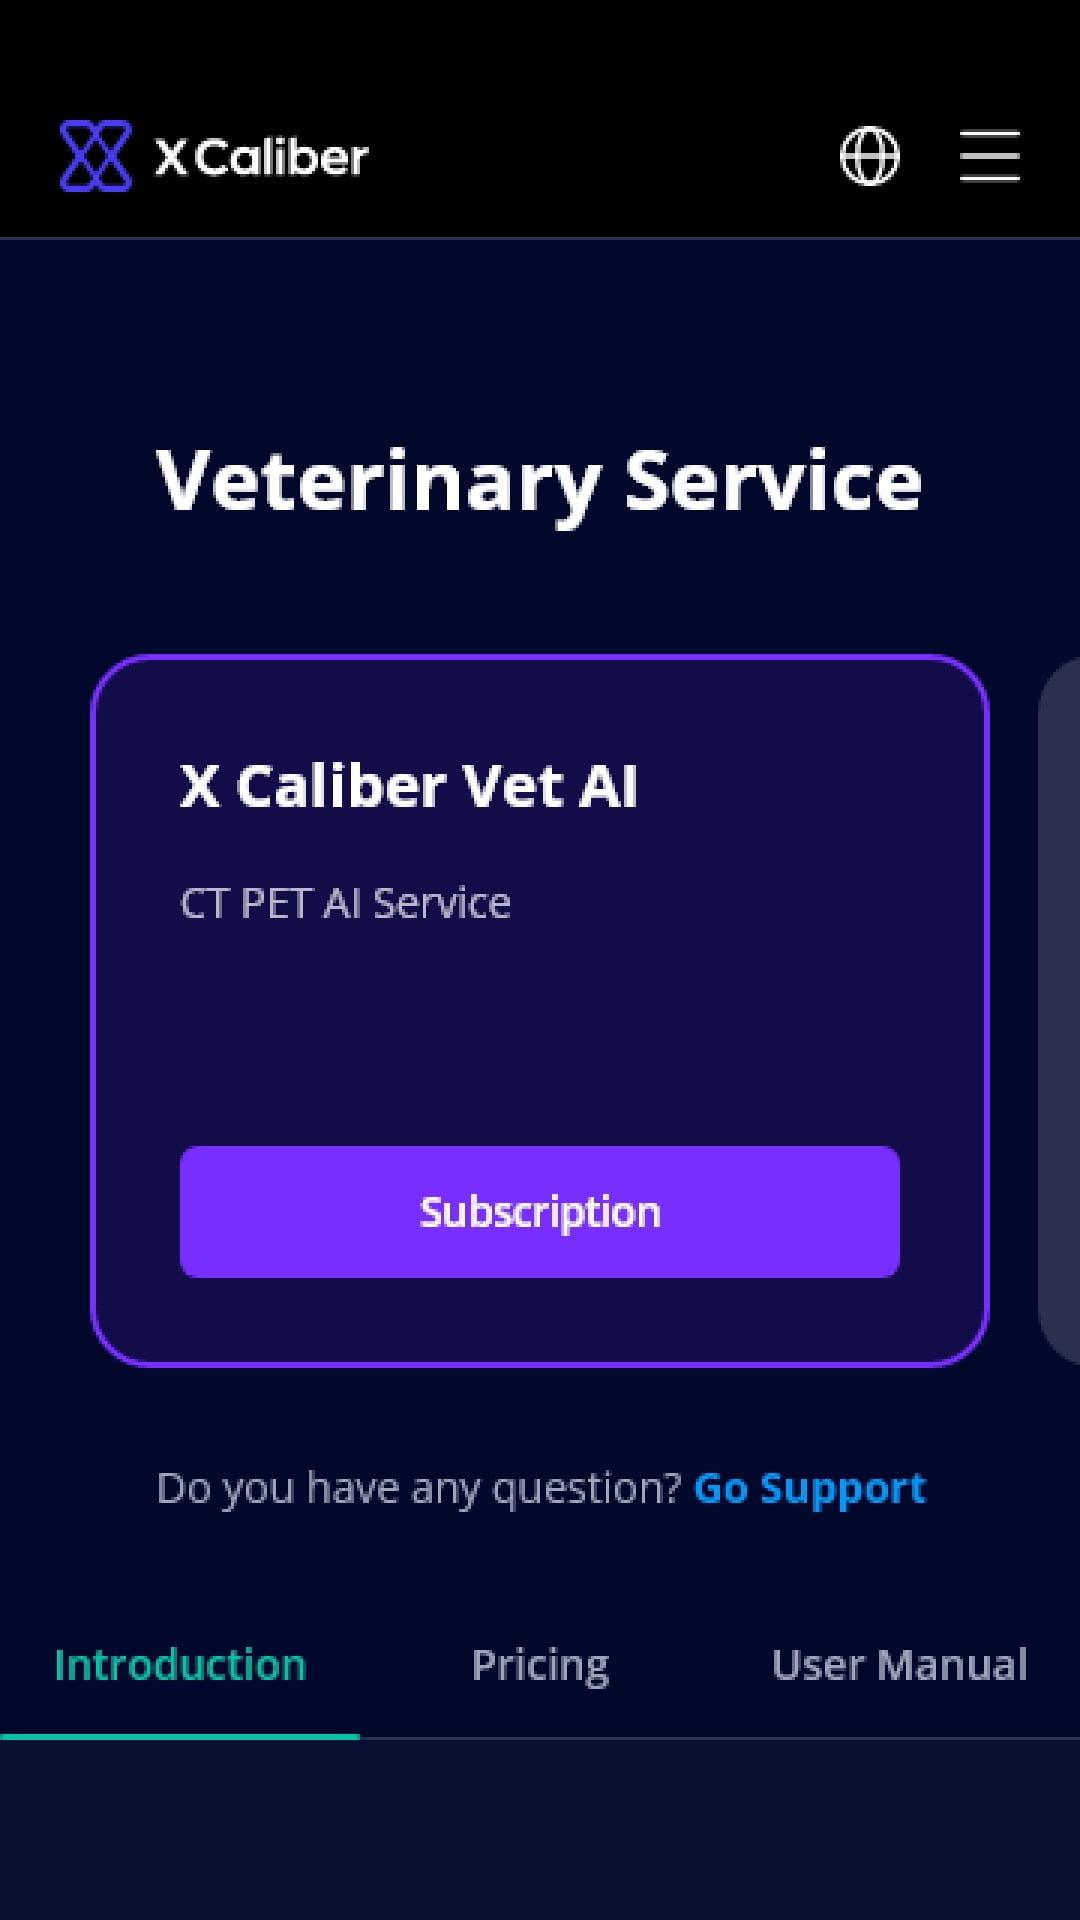 X Caliber
Veterinary Service
X Caliber Vet AI
CT PET AI Service
Subscription
Do you have any question? Go Support
Introduction Pricing User Manual